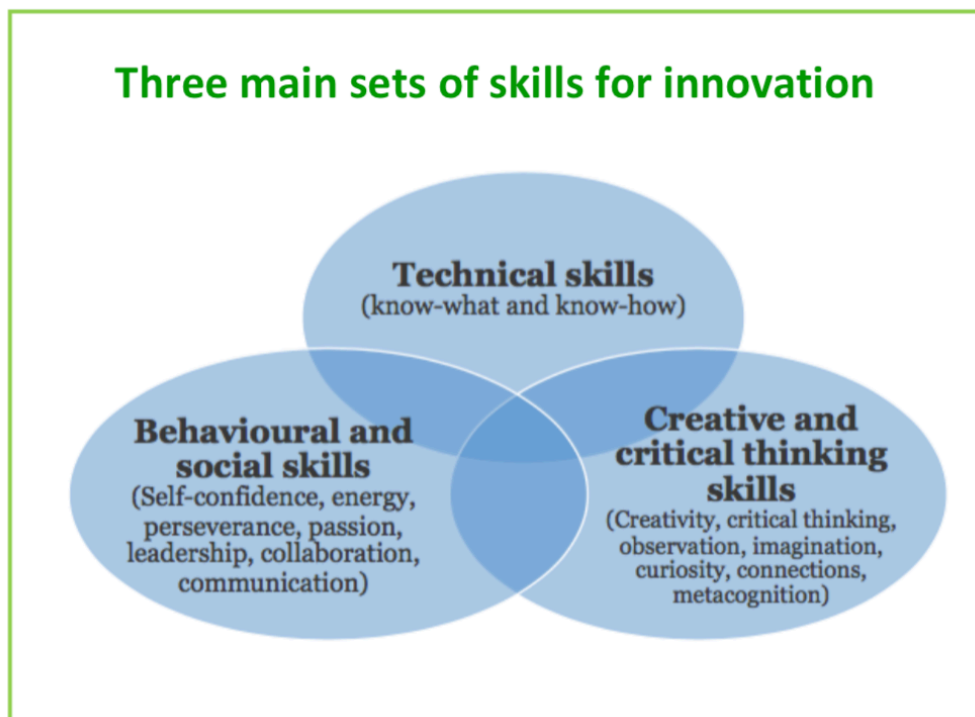 Three main sets of skills for innovation
Technical skills
(know-what and know-how)
Behavioural and
social skills
(Self-confidence, energy,
perseverance, passion,
leadership, collaboration,
communication)
Creative and
critical thinking
skills
(Creativity, critical thinking,
observation, imagination,
curiosity, connections,
metacognition)